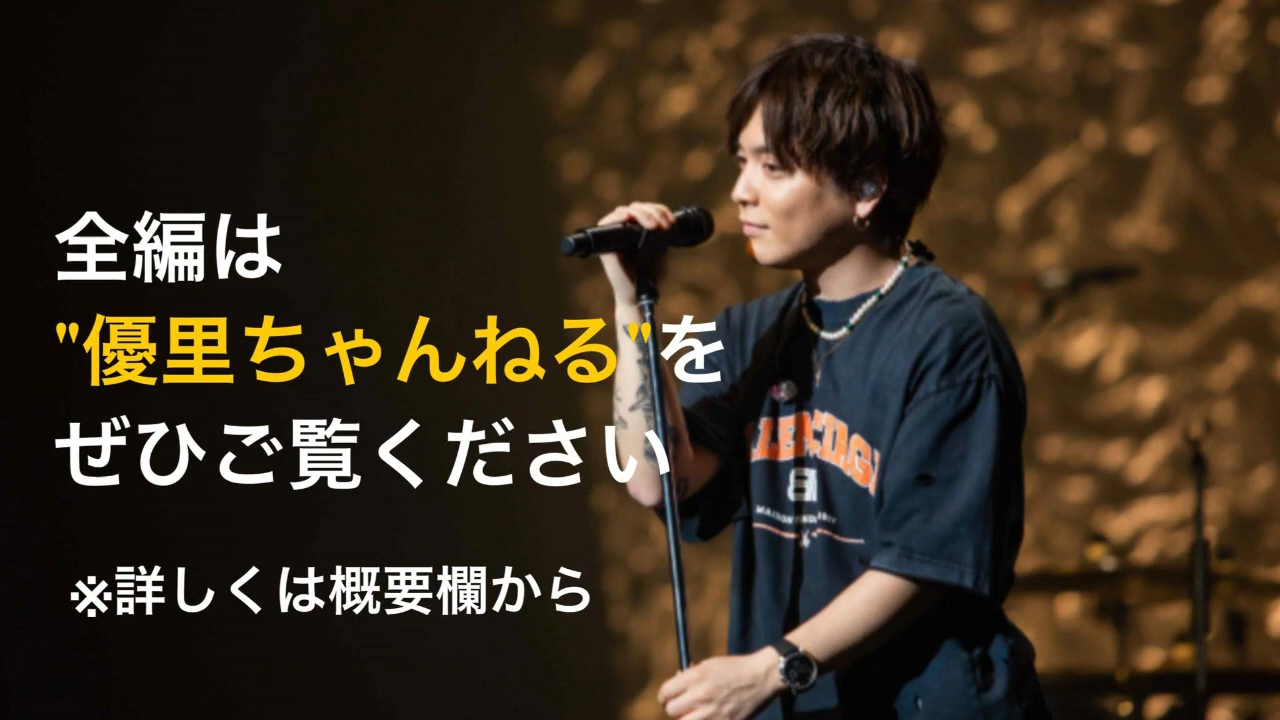 全編は
"優里ちゃんねる"を
ぜひご覧ください
※詳しくは概要欄から